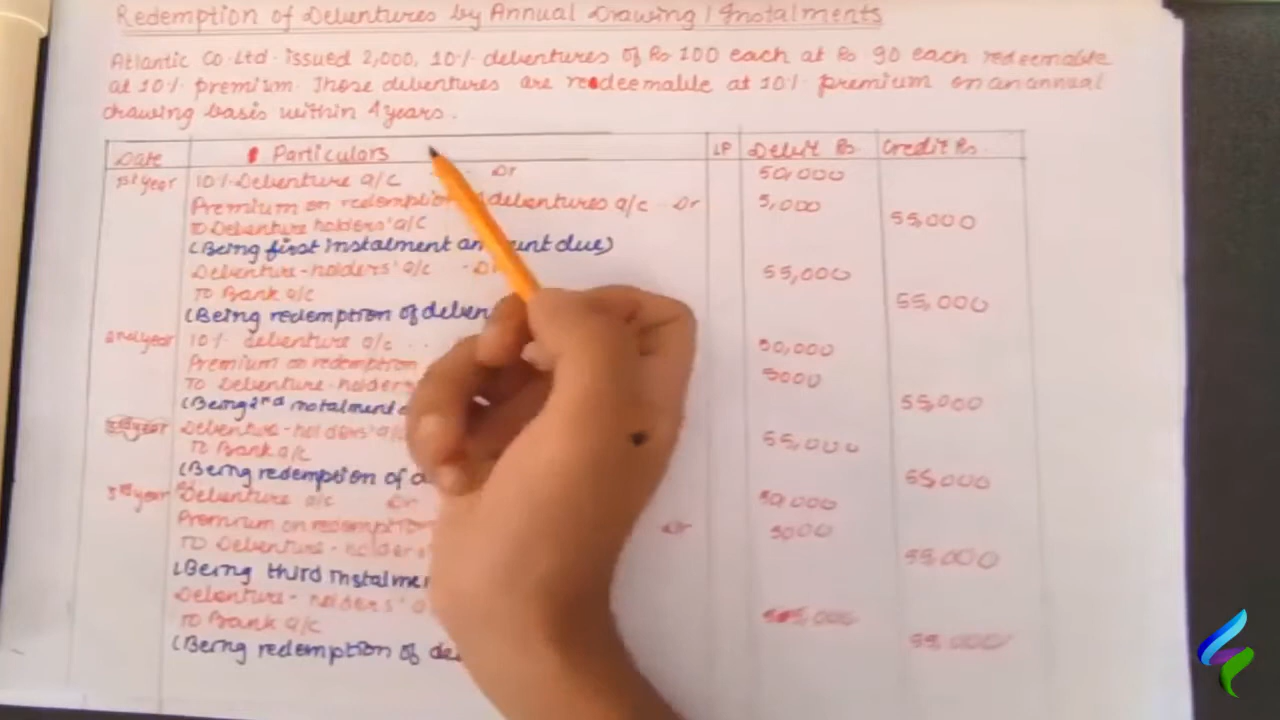 Redemption of Debentures by Annual Drawing / Instalments
Atlantic Co. Ltd. issued 2,000, 10% debentures of Rs 100 each at Rs 90 each redeemable
at 10% premium. These debentures are redeemable at 10% premium on an annual
drawing basis within 4 years.
Date Particulars LP Debit Rs. Credit Rs.
1st year 10% Debenture a/c Dr 50,000
Premium on redemption debentures a/c Dr 5,000
To Debenture holders' a/c 55,000
(Being first instalment amount due)
Debenture-holders' a/c - Dr 55,000
To Bank a/c 55,000
(Being redemption of deben
2nd year 10% debenture a/c .. 50,000
Premium on redemption 5000
To Debenture-holders 55,000
(Being 2nd instalment
Debenture-holders' a/c 55,000
To Bank a/c 55,000
(Being redemption of d
3rd year Debenture a/c Dr 50,000
Premium on redemption Dr 5000
To Debenture-holders 55,000
(Being third instalme
Debenture-holders' a 55,000
To Bank a/c 55,000
(Being redemption of de